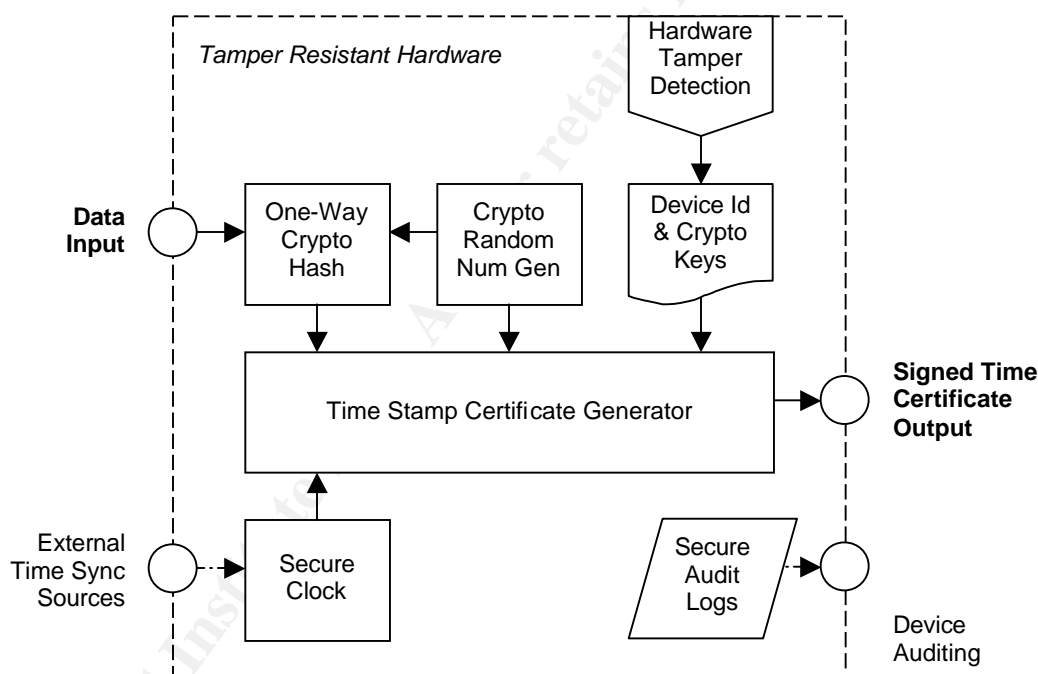 Tamper Resistant Hardware
Hardware
Tamper
Detection
Data
Input
One-Way
Crypto
Hash
Crypto
Random
Num Gen
Device Id
& Crypto
Keys
Time Stamp Certificate Generator
Signed Time
Certificate
Output
External
Time Sync
Sources
Secure
Clock
Secure
Audit
Logs
Device
Auditing